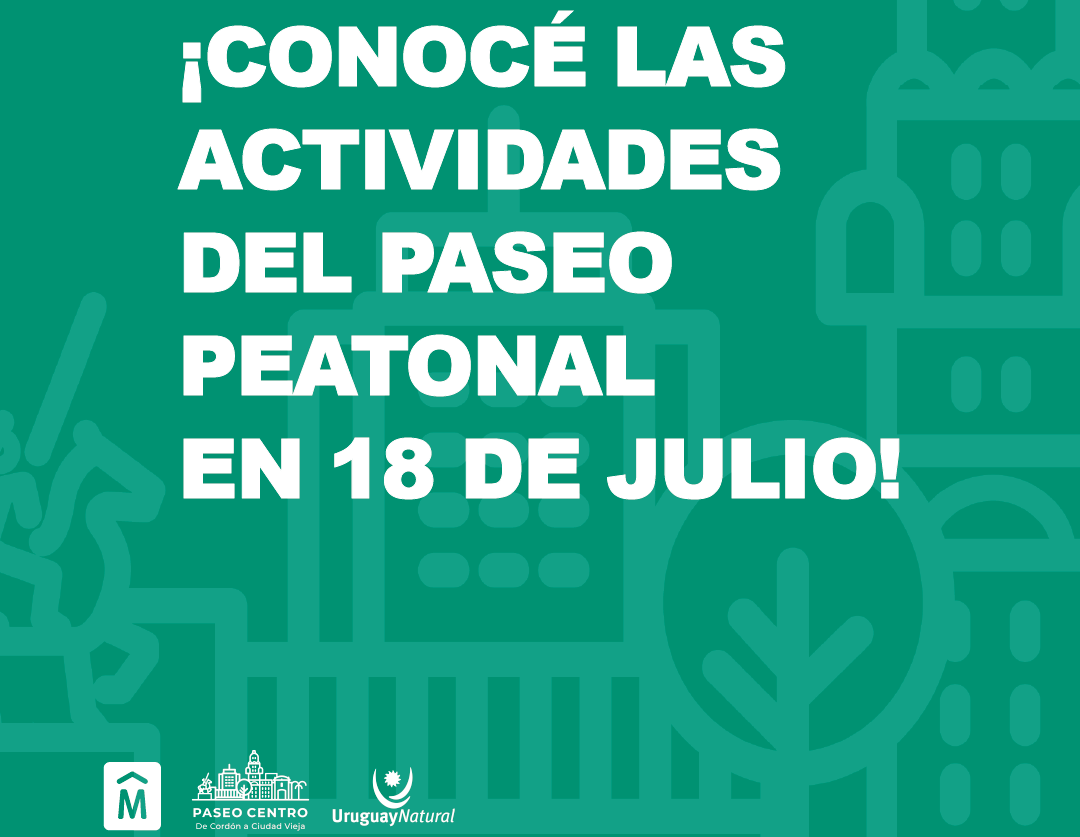 ¡CONOCÉ LAS
ACTIVIDADES
DEL PASEO
PEATONAL
EN 18 DE JULIO!
M
PASEO CENTRO
De Cordón a Ciudad Vieja
UruguayNatural